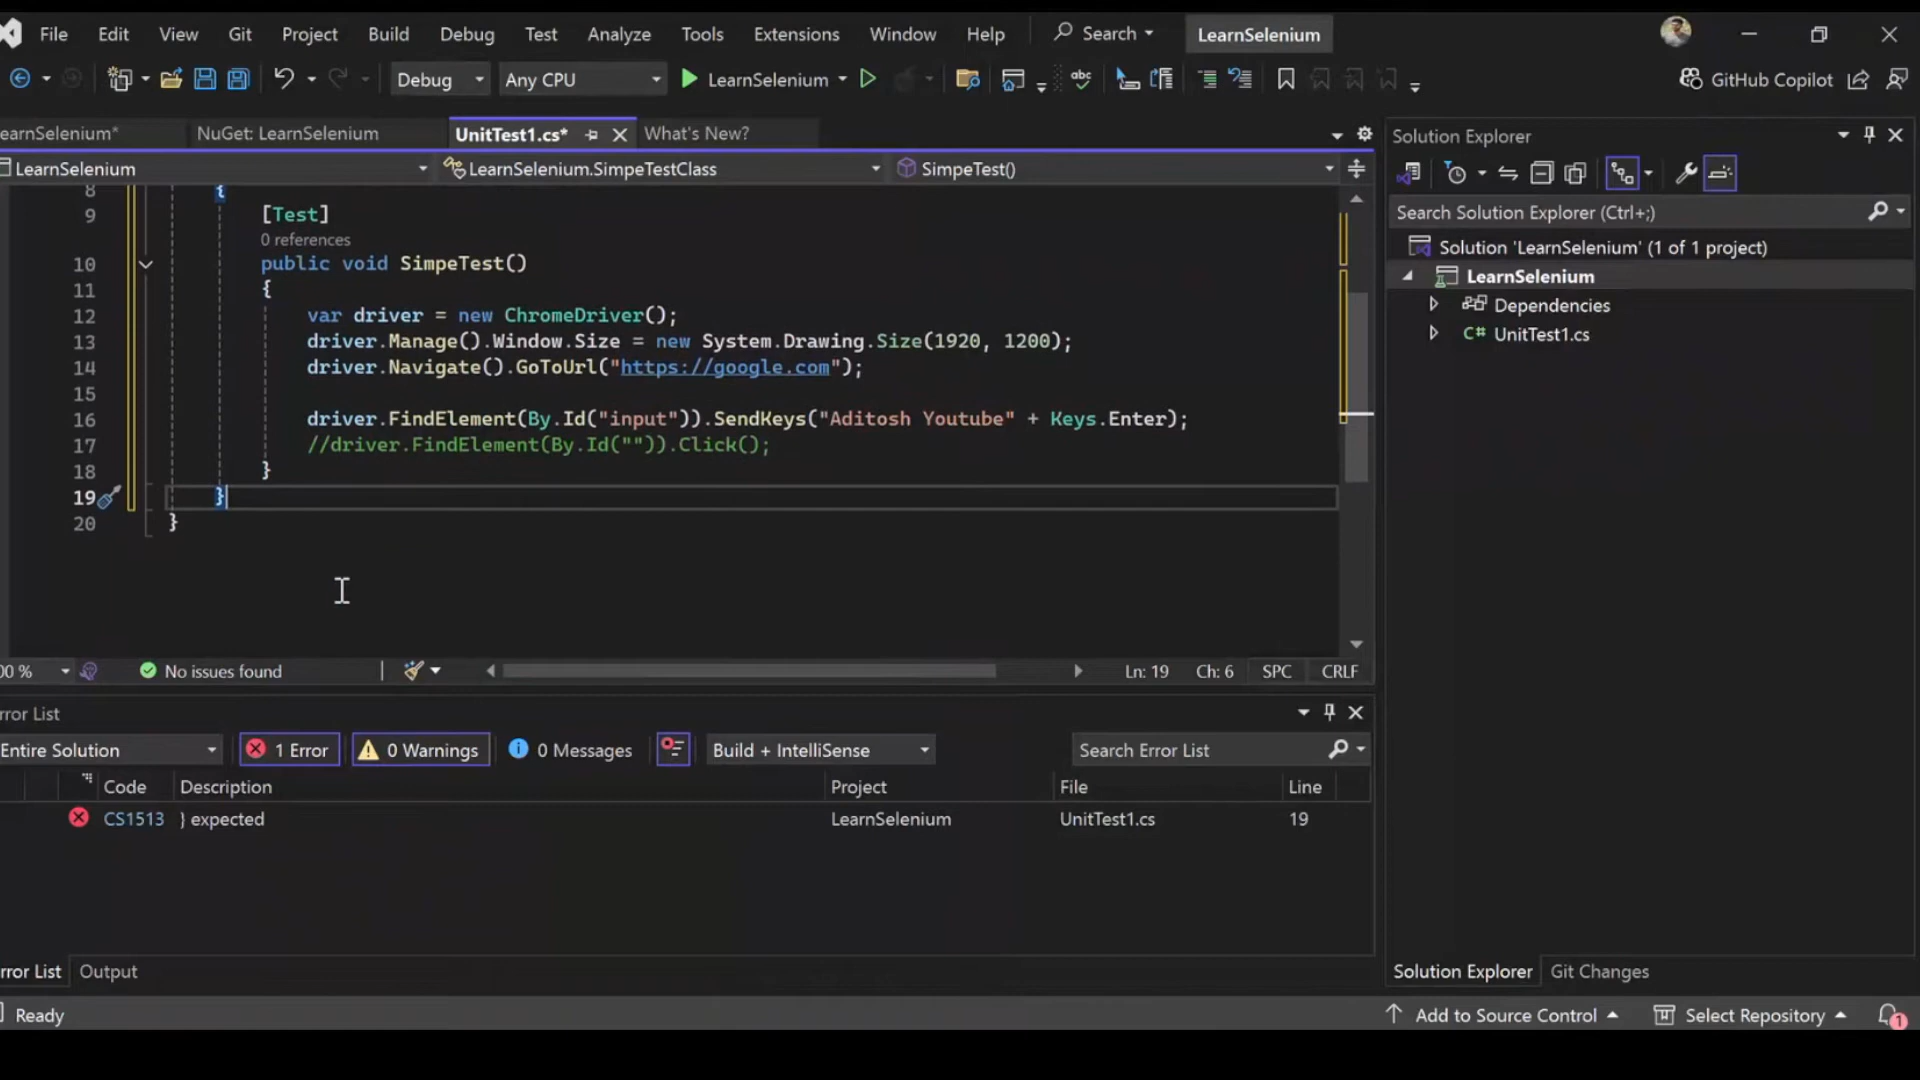 File Edit View Git Project Build Debug Test Analyze Tools Extensions Window Help Search LearnSelenium
Debug Any CPU LearnSelenium GitHub Copilot
earnSelenium* NuGet: LearnSelenium UnitTest1.cs* What's New?
LearnSelenium LearnSelenium.SimpeTestClass SimpeTest()
8 {
9 [Test]
0 references
10 public void SimpeTest()
11 {
12 var driver = new ChromeDriver();
13 driver.Manage().Window.Size = new System.Drawing.Size(1920, 1200);
14 driver.Navigate().GoToUrl("https://google.com");
15
16 driver.FindElement(By.Id("input")).SendKeys("Aditosh Youtube" + Keys.Enter);
17 //driver.FindElement(By.Id("")).Click();
18 }
19 }
20 }
00 % No issues found Ln: 19 Ch: 6 SPC CRLF
rror List
Entire Solution 1 Error 0 Warnings 0 Messages Build + IntelliSense Search Error List
Code Description Project File Line
CS1513 } expected LearnSelenium UnitTest1.cs 19
rror List Output
Solution Explorer
Search Solution Explorer (Ctrl+;)
Solution 'LearnSelenium' (1 of 1 project)
LearnSelenium
Dependencies
C# UnitTest1.cs
Solution Explorer Git Changes
Ready Add to Source Control Select Repository 1